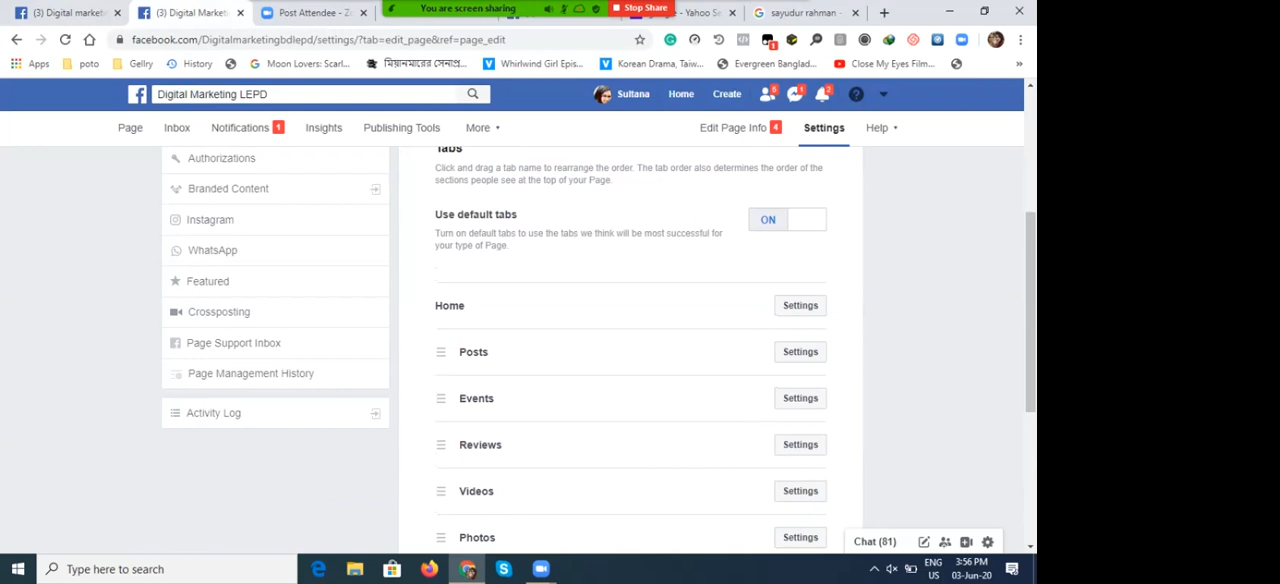 (3) Digital market
(3) Digital Marketi
Post Attendee - Z
You are screen sharing
Stop Share
- Yahoo Se
sayudur rahman -
facebook.com/Digitalmarketingbdlepd/settings/?tab=edit_page&ref=page_edit
1
Apps
poto
Gellry
History
Moon Lovers: Scarl...
মিয়ানমারের সেনাপ্র...
Whirlwind Girl Epis...
Korean Drama, Taiw...
Evergreen Banglad...
Close My Eyes Film...
»
Digital Marketing LEPD
Sultana
Home
Create
6
1
2
Page
Inbox
Notifications 1
Insights
Publishing Tools
More
Edit Page Info 4
Settings
Help
Authorizations
Branded Content
Instagram
WhatsApp
Featured
Crossposting
Page Support Inbox
Page Management History
Activity Log
Tabs
Click and drag a tab name to rearrange the order. The tab order also determines the order of the
sections people see at the top of your Page.
Use default tabs
ON
Turn on default tabs to use the tabs we think will be most successful for
your type of Page.
Home
Settings
Posts
Settings
Events
Settings
Reviews
Settings
Videos
Settings
Photos
Settings
Chat (81)
Type here to search
ENG
US
3:56 PM
03-Jun-20